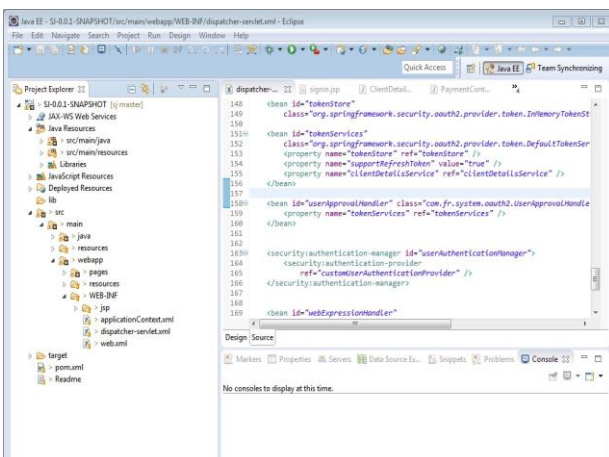 Java EE - SJ-0.0.1-SNAPSHOT/src/main/webapp/WEB-INF/dispatcher-servlet.xml - Eclipse
File Edit Navigate Search Project Run Design Window Help
Quick Access Java EE Team Synchronizing
Project Explorer
> SJ-0.0.1-SNAPSHOT [sj master]
JAX-WS Web Services
Java Resources
> src/main/java
> src/main/resources
Libraries
JavaScript Resources
Deployed Resources
lib
> src
> main
> java
> resources
> webapp
> pages
> resources
> WEB-INF
> jsp
> applicationContext.xml
> dispatcher-servlet.xml
> web.xml
target
> pom.xml
> Readme
dispatcher-... signin.jsp ClientDetail... PaymentCont... »4
148 <bean id="tokenStore"
149 class="org.springframework.security.oauth2.provider.token.InMemoryTokenSt
150
151 <bean id="tokenServices"
152 class="org.springframework.security.oauth2.provider.token.DefaultTokenSer
153 <property name="tokenStore" ref="tokenStore" />
154 <property name="supportRefreshToken" value="true" />
155 <property name="clientDetailsService" ref="clientDetailsService" />
156 </bean>
157
158 <bean id="userApprovalHandler" class="com.fr.system.oauth2.UserApprovalHandle
159 <property name="tokenServices" ref="tokenServices" />
160 </bean>
161
162
163 <security:authentication-manager id="userAuthenticationManager">
164 <security:authentication-provider
165 ref="customUserAuthenticationProvider" />
166 </security:authentication-manager>
167
168
169 <bean id="webExpressionHandler"
Design Source
Markers Properties Servers Data Source Ex... Snippets Problems Console
No consoles to display at this time.